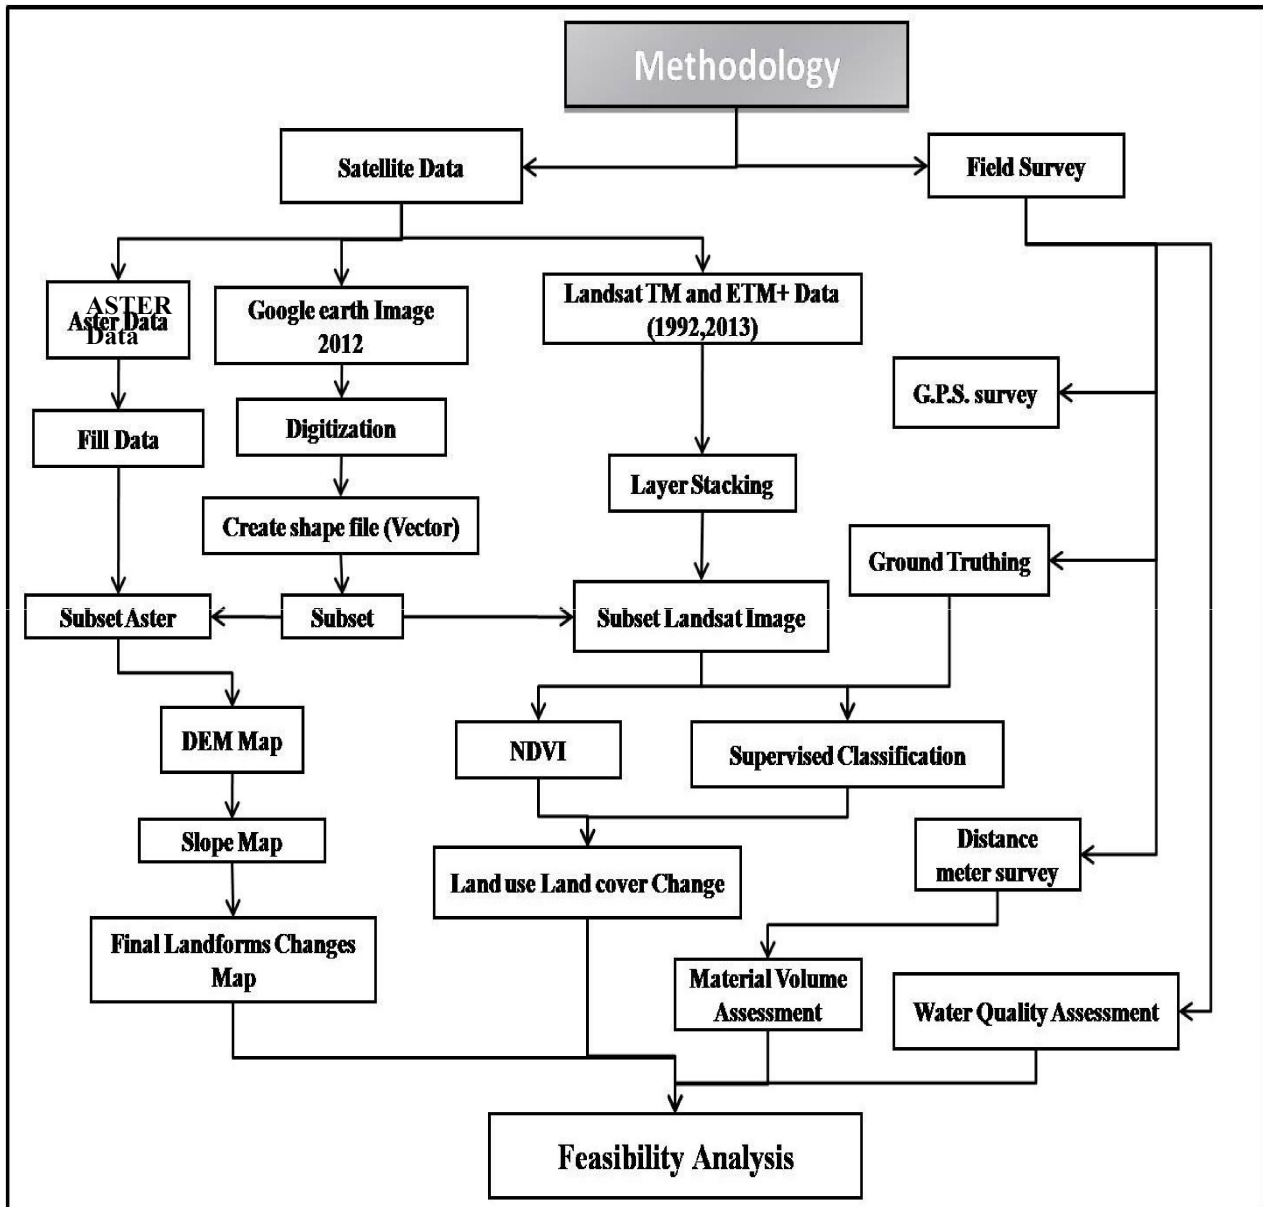 Methodology
Satellite Data
Field Survey
ASTER
Aster Data
Data
Google earth Image
2012
Landsat TM and ETM+ Data
(1992,2013)
G.P.S. survey
Fill Data
Digitization
Layer Stacking
Create shape file (Vector)
Ground Truthing
Subset Aster
Subset
Subset Landsat Image
DEM Map
NDVI
Supervised Classification
Slope Map
Distance
meter survey
Land use Land cover Change
Final Landforms Changes
Map
Material Volume
Assessment
Water Quality Assessment
Feasibility Analysis